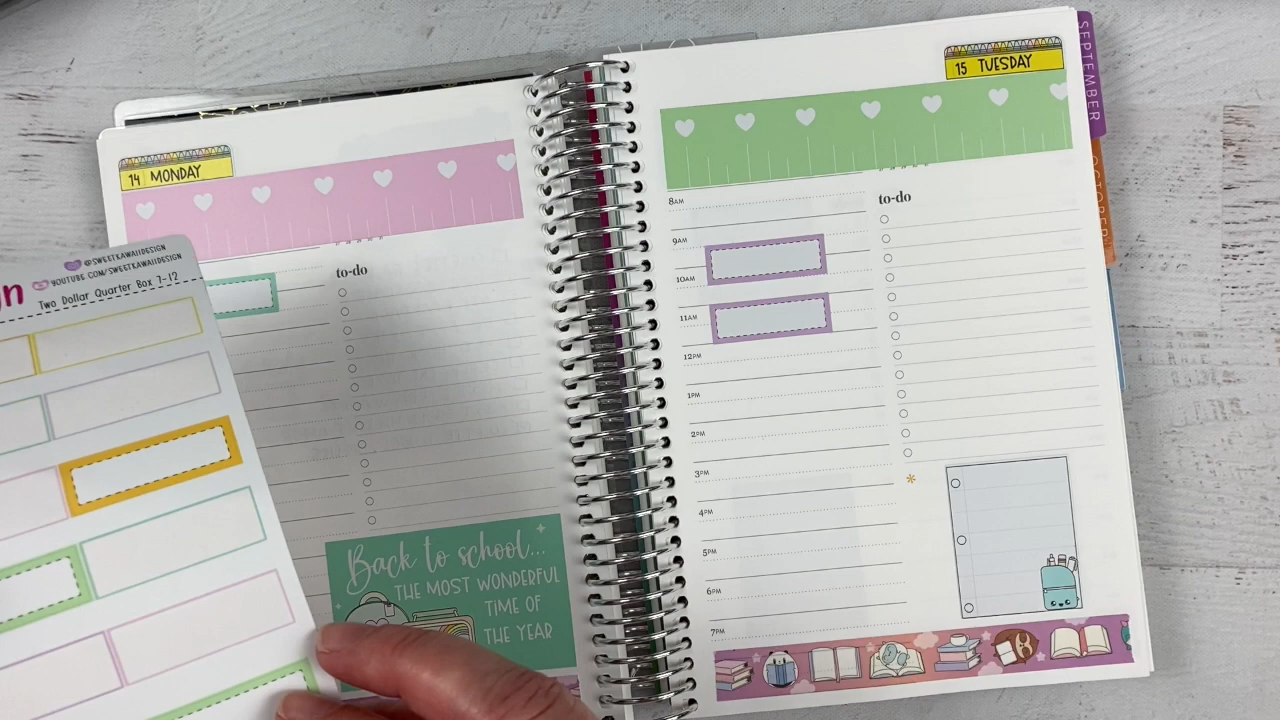 14 MONDAY
to-do
Back to school...
THE MOST WONDERFUL
TIME OF
THE YEAR
@SWEETKAWAIIDESIGN
YOUTUBE.COM/SWEETKAWAIIDESIGN
Two Dollar Quarter Box 7-12
15 TUESDAY
8AM
9AM
10AM
11AM
12PM
1PM
2PM
3PM
4PM
5PM
6PM
7PM
to-do
*
SEPTEMBER
OCTOBER